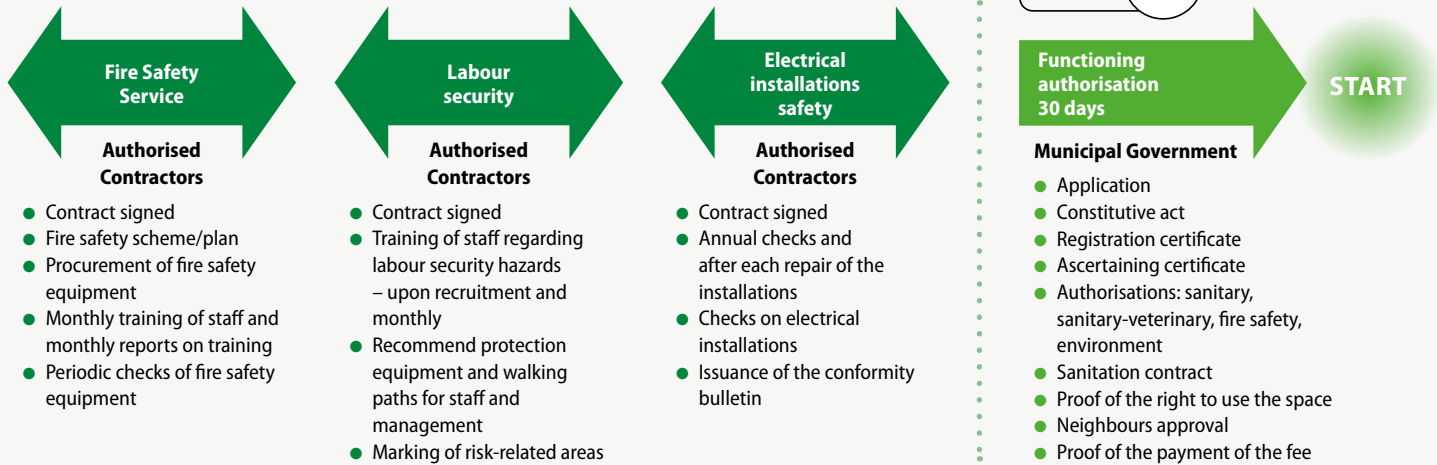 Fire Safety
Service
Authorised
Contractors
● Contract signed
● Fire safety scheme/plan
● Procurement of fire safety
equipment
● Monthly training of staff and
monthly reports on training
● Periodic checks of fire safety
equipment
Labour
security
Authorised
Contractors
● Contract signed
● Training of staff regarding
labour security hazards
– upon recruitment and
monthly
● Recommend protection
equipment and walking
paths for staff and
management
● Marking of risk-related areas
Electrical
installations
safety
Authorised
Contractors
● Contract signed
● Annual checks and
after each repair of the
installations
● Checks on electrical
installations
● Issuance of the conformity
bulletin
Functioning
authorisation
30 days
START
Municipal Government
● Application
● Constitutive act
● Registration certificate
● Ascertaining certificate
● Authorisations: sanitary,
sanitary-veterinary, fire safety,
environment
● Sanitation contract
● Proof of the right to use the space
● Neighbours approval
● Proof of the payment of the fee